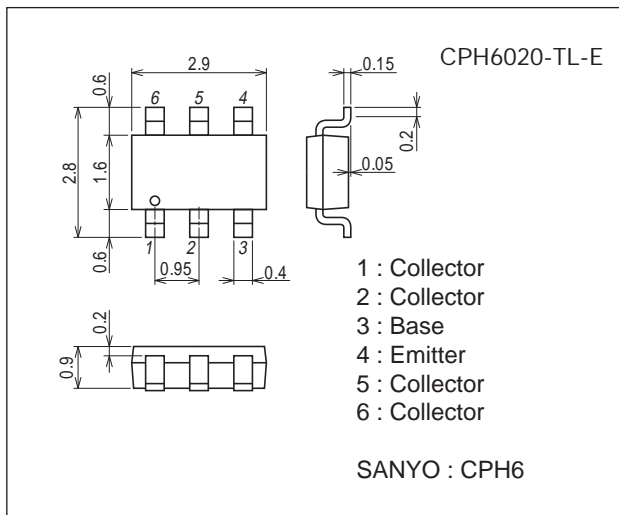 CPH6020-TL-E
2.9
0.15
0.6
6 5 4
0.2
2.8
1.6
0.05
0.6
1 2 3
0.95
0.4
1 : Collector
2 : Collector
3 : Base
4 : Emitter
5 : Collector
6 : Collector
0.2
0.9
SANYO : CPH6